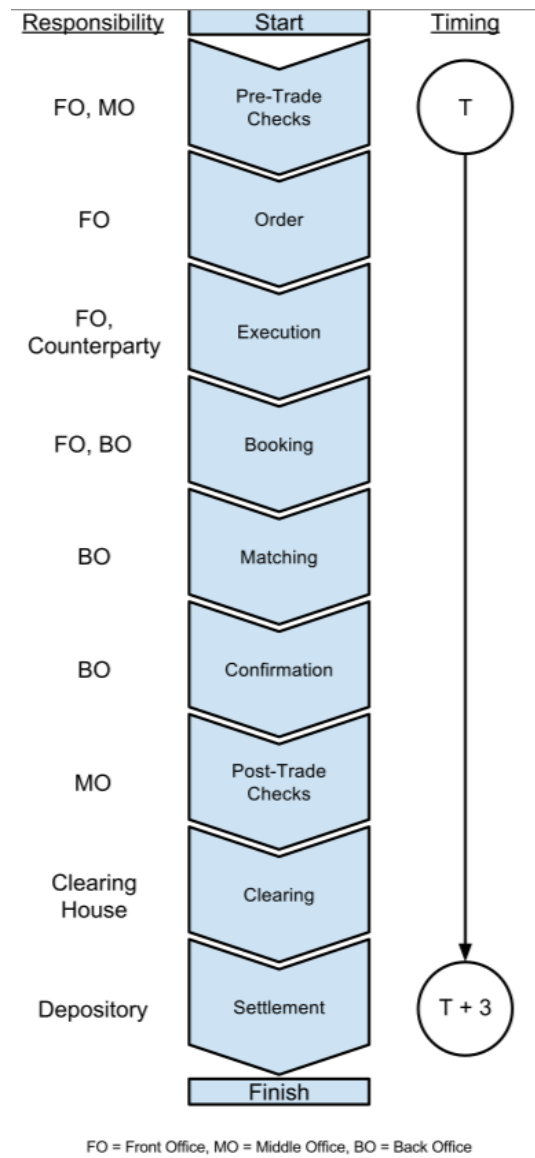 Responsibility
Start
Timing
FO, MO
Pre-Trade
Checks
T
FO
Order
FO,
Counterparty
Execution
FO, BO
Booking
BO
Matching
BO
Confirmation
MO
Post-Trade
Checks
Clearing
House
Clearing
Depository
Settlement
T + 3
Finish
FO = Front Office, MO = Middle Office, BO = Back Office